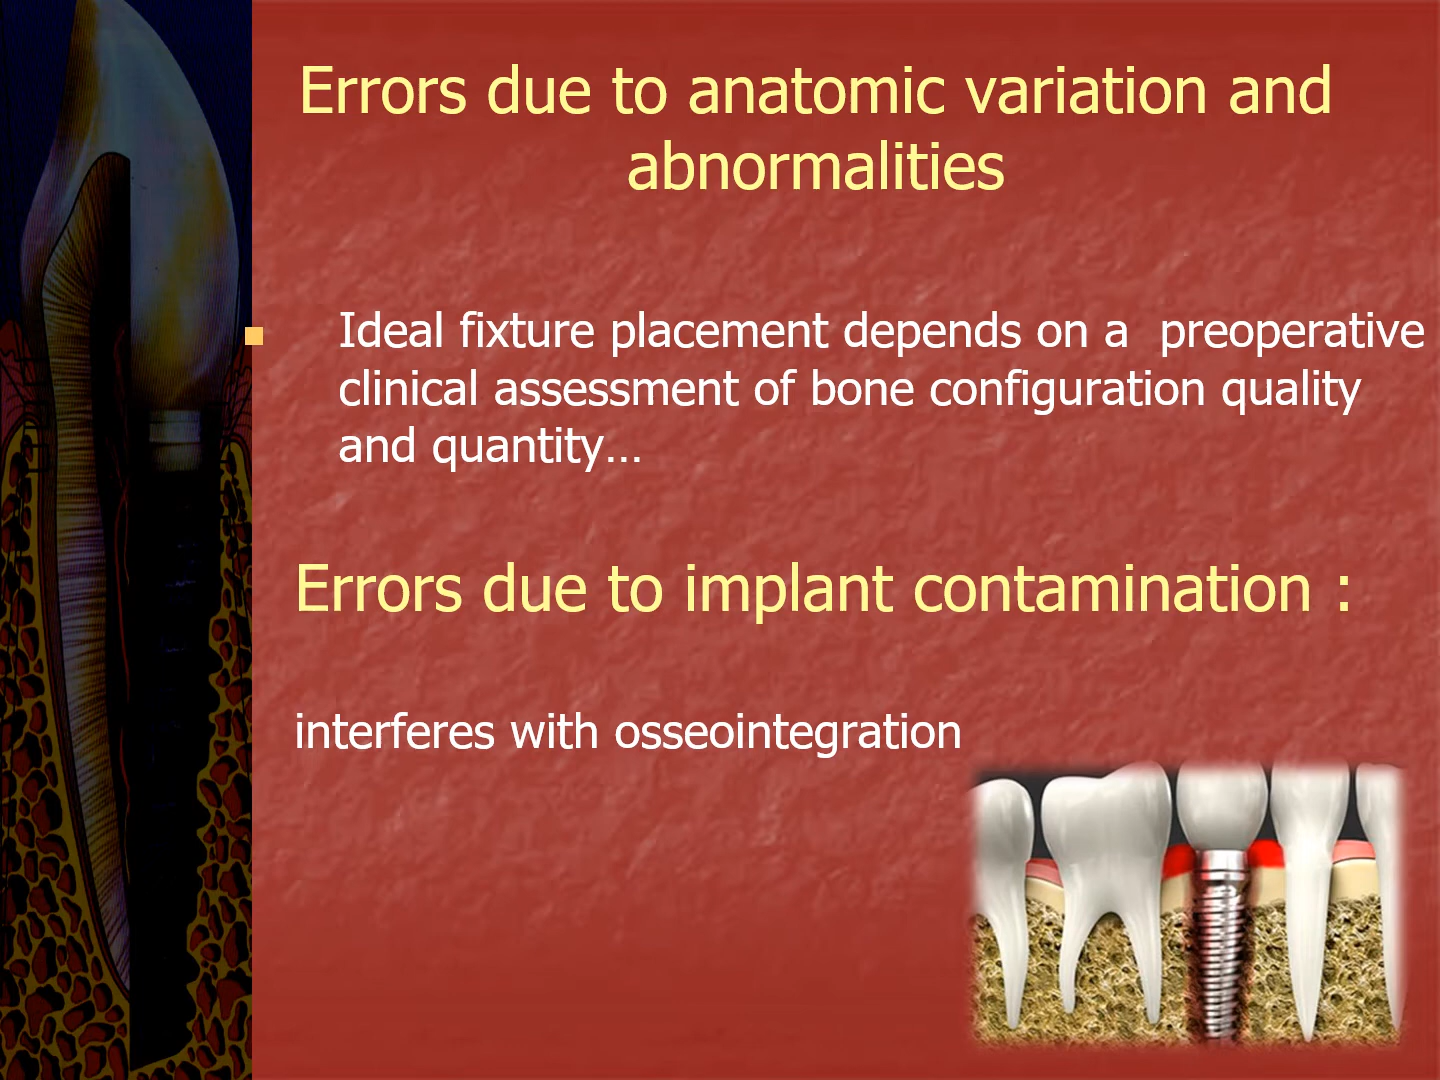 Errors due to anatomic variation and
abnormalities
Ideal fixture placement depends on a preoperative
clinical assessment of bone configuration quality
and quantity…
Errors due to implant contamination :
interferes with osseointegration